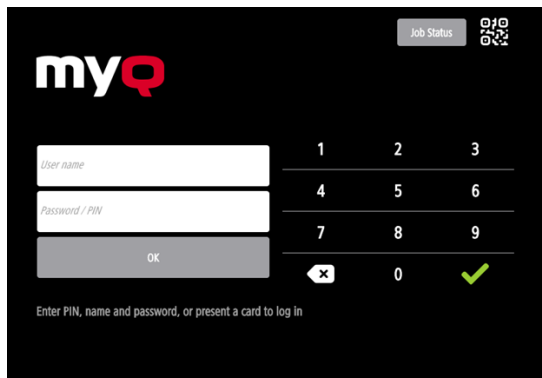 Job Status
myQ
User name
Password / PIN
OK
1 2 3
4 5 6
7 8 9
0
Enter PIN, name and password, or present a card to log in